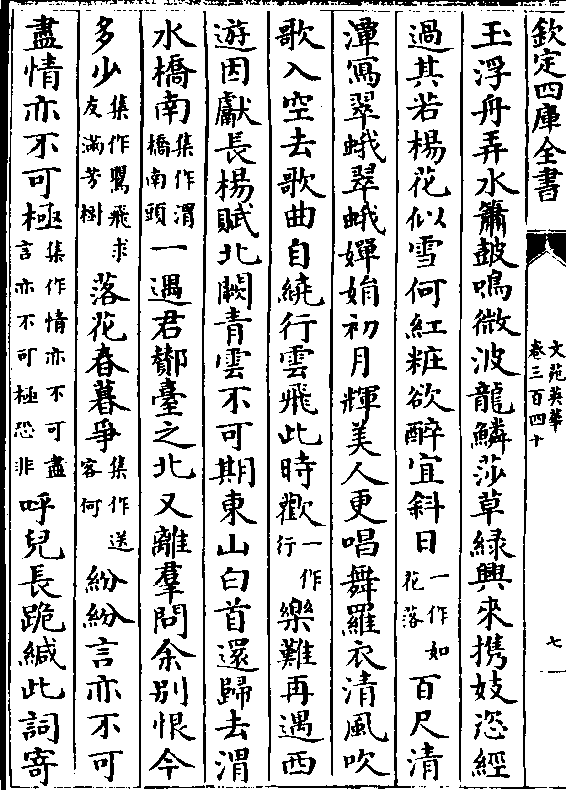 欽定四庫全書
文苑英華
卷三百四十
七
玉浮舟弄水簫鼓鳴微波龍鱗莎草緑興來携妓恣經
過其若楊花似雪何紅粧欲醉宜斜日一作如花落百尺清
潭冩翠蛾翠蛾嬋娟初月輝美人更唱舞羅衣清風吹
歌入空去歌曲自繞行雲飛此時歡一作行樂難再遇西
遊因獻長楊賦北闕青雲不可期東山白首還歸去渭
水橋南集作渭橋南頭一遇君酇臺之北又離羣問余别恨今
多少集作鶯飛求友滿芳樹落花春暮爭集作送客何紛紛言亦不可
盡情亦不可極集作情亦不可盡言亦不可極恐非呼兒長跪緘此詞寄